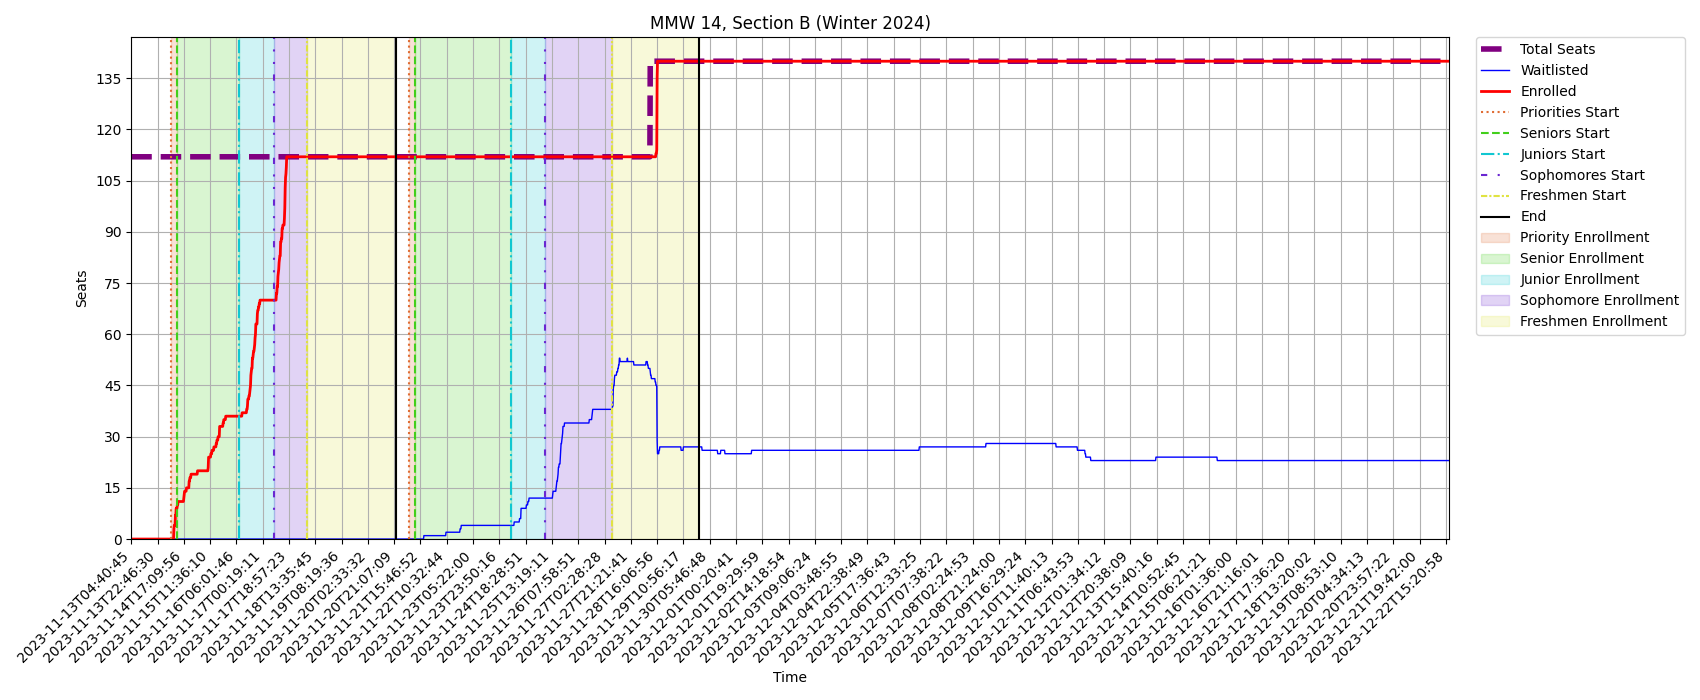 MMW 14, Section B (Winter 2024)
Seats
135
120
105
90
75
60
45
30
15
0
2023-11-13T04:40:45
2023-11-13T22:46:30
2023-11-14T17:09:56
2023-11-15T11:36:10
2023-11-16T06:01:46
2023-11-17T00:19:11
2023-11-17T18:57:23
2023-11-18T13:35:45
2023-11-19T08:19:36
2023-11-20T02:33:32
2023-11-20T21:07:09
2023-11-21T15:46:52
2023-11-22T10:32:44
2023-11-23T05:22:00
2023-11-23T23:50:16
2023-11-24T18:28:51
2023-11-25T13:19:11
2023-11-26T07:58:51
2023-11-27T02:28:28
2023-11-27T21:21:41
2023-11-28T16:06:56
2023-11-29T10:56:17
2023-11-30T05:46:48
2023-12-01T00:20:41
2023-12-01T19:29:59
2023-12-02T14:18:54
2023-12-03T09:06:24
2023-12-04T03:48:55
2023-12-04T22:38:49
2023-12-05T17:36:43
2023-12-06T12:33:25
2023-12-07T07:38:22
2023-12-08T02:24:53
2023-12-08T21:24:00
2023-12-09T16:29:24
2023-12-10T11:40:13
2023-12-11T06:43:53
2023-12-12T01:34:12
2023-12-12T20:38:09
2023-12-13T15:40:16
2023-12-14T10:52:45
2023-12-15T06:21:21
2023-12-16T01:36:00
2023-12-16T21:16:01
2023-12-17T17:36:20
2023-12-18T13:20:02
2023-12-19T08:53:10
2023-12-20T04:34:13
2023-12-20T23:57:22
2023-12-21T19:42:00
2023-12-22T15:20:58
Time
Total Seats
Waitlisted
Enrolled
Priorities Start
Seniors Start
Juniors Start
Sophomores Start
Freshmen Start
End
Priority Enrollment
Senior Enrollment
Junior Enrollment
Sophomore Enrollment
Freshmen Enrollment